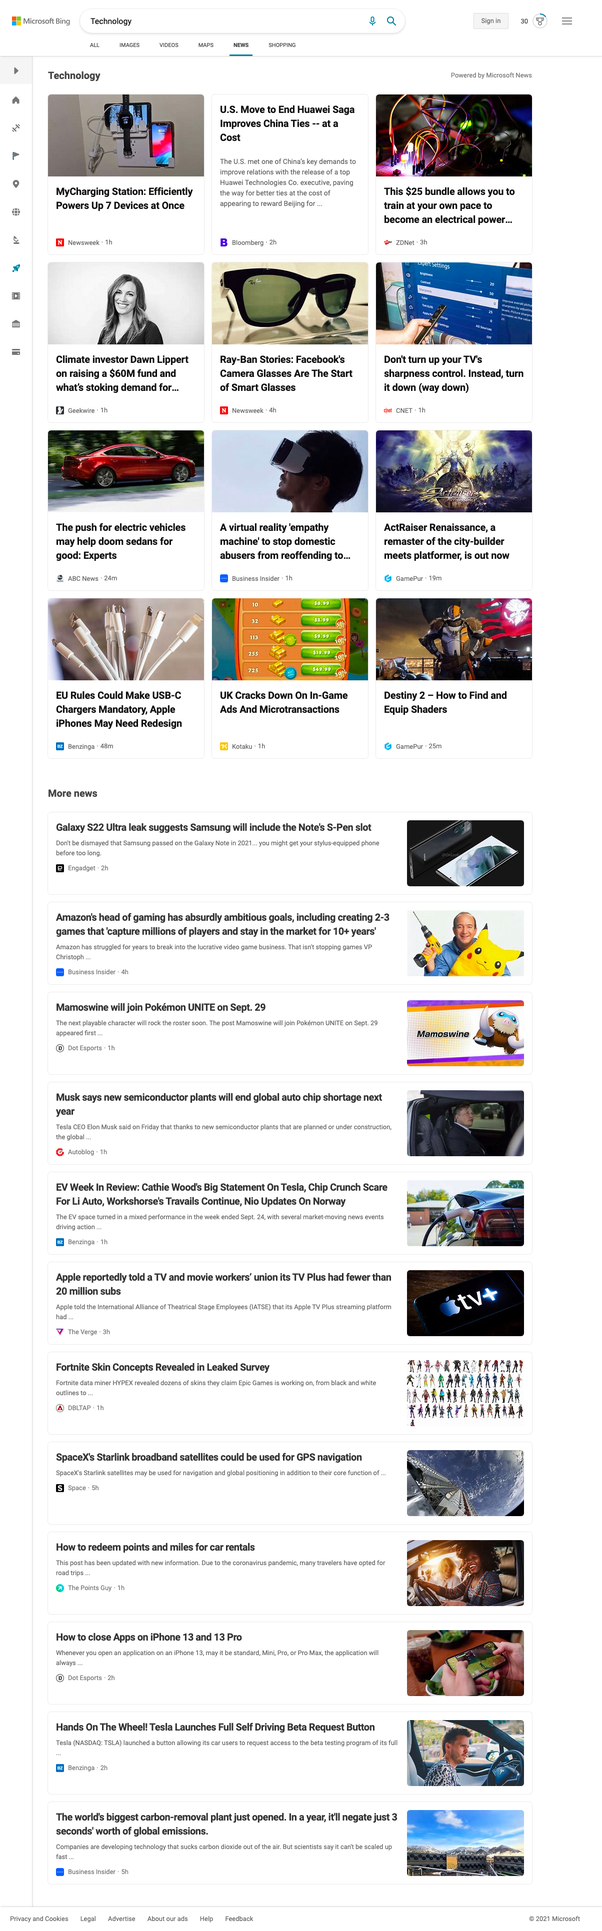 Microsoft Bing
Technology
Sign in
30
ALL
IMAGES
VIDEOS
MAPS
NEWS
SHOPPING
Technology
Powered by Microsoft News
MyCharging Station: Efficiently
Powers Up 7 Devices at Once
Newsweek · 1h
U.S. Move to End Huawei Saga
Improves China Ties -- at a
Cost
The U.S. met one of China's key demands to
improve relations with the release of a top
Huawei Technologies Co. executive, paving
the way for better ties at the cost of
appearing to reward Beijing for ...
Bloomberg · 2h
This $25 bundle allows you to
train at your own pace to
become an electrical power...
ZDNet · 3h
Climate investor Dawn Lippert
on raising a $60M fund and
what's stoking demand for...
Geekwire · 1h
Ray-Ban Stories: Facebook's
Camera Glasses Are The Start
of Smart Glasses
Newsweek · 4h
Expert Settings
Don't turn up your TV's
sharpness control. Instead, turn
it down (way down)
CNET · 1h
The push for electric vehicles
may help doom sedans for
good: Experts
ABC News · 24m
A virtual reality 'empathy
machine' to stop domestic
abusers from reoffending to...
Business Insider · 1h
ActRaiser Renaissance, a
remaster of the city-builder
meets platformer, is out now
GamePur · 19m
EU Rules Could Make USB-C
Chargers Mandatory, Apple
iPhones May Need Redesign
Benzinga · 48m
UK Cracks Down On In-Game
Ads And Microtransactions
Kotaku · 1h
Destiny 2 – How to Find and
Equip Shaders
GamePur · 25m
More news
Galaxy S22 Ultra leak suggests Samsung will include the Note's S-Pen slot
Don't be dismayed that Samsung passed on the Galaxy Note in 2021... you might get your stylus-equipped phone
before too long.
Engadget · 2h
Amazon's head of gaming has absurdly ambitious goals, including creating 2-3
games that 'capture millions of players and stay in the market for 10+ years'
Amazon has struggled for years to break into the lucrative video game business. That isn't stopping games VP
Christoph ...
Business Insider · 4h
Mamoswine will join Pokémon UNITE on Sept. 29
The next playable character will rock the roster soon. The post Mamoswine will join Pokémon UNITE on Sept. 29
appeared first ...
Dot Esports · 1h
Mamoswine
Musk says new semiconductor plants will end global auto chip shortage next
year
Tesla CEO Elon Musk said on Friday that thanks to new semiconductor plants that are planned or under construction,
the global ...
Autoblog · 1h
EV Week In Review: Cathie Wood's Big Statement On Tesla, Chip Crunch Scare
For Li Auto, Workshorse's Travails Continue, Nio Updates On Norway
The EV space turned in a mixed performance in the week ended Sept. 24, with several market-moving news events
driving action ...
Benzinga · 1h
Apple reportedly told a TV and movie workers' union its TV Plus had fewer than
20 million subs
Apple told the International Alliance of Theatrical Stage Employees (IATSE) that its Apple TV Plus streaming platform
had ...
The Verge · 3h
tv+
Fortnite Skin Concepts Revealed in Leaked Survey
Fortnite data miner HYPEX revealed dozens of skins they claim Epic Games is working on, from black and white
outlines to ...
DBLTAP · 1h
SpaceX's Starlink broadband satellites could be used for GPS navigation
SpaceX's Starlink satellites may be used for navigation and global positioning in addition to their core function of ...
Space · 5h
How to redeem points and miles for car rentals
This post has been updated with new information. Due to the coronavirus pandemic, many travelers have opted for
road trips ...
The Points Guy · 1h
How to close Apps on iPhone 13 and 13 Pro
Whenever you open an application on an iPhone 13, may it be standard, Mini, Pro, or Pro Max, the application will
always ...
Dot Esports · 2h
Hands On The Wheel! Tesla Launches Full Self Driving Beta Request Button
Tesla (NASDAQ: TSLA) launched a button allowing its car users to request access to the beta testing program of its full
...
Benzinga · 2h
The world's biggest carbon-removal plant just opened. In a year, it'll negate just 3
seconds' worth of global emissions.
Companies are developing technology that sucks carbon dioxide out of the air. But scientists say it can't be scaled up
fast ...
Business Insider · 5h
Privacy and Cookies
Legal
Advertise
About our ads
Help
Feedback
© 2021 Microsoft